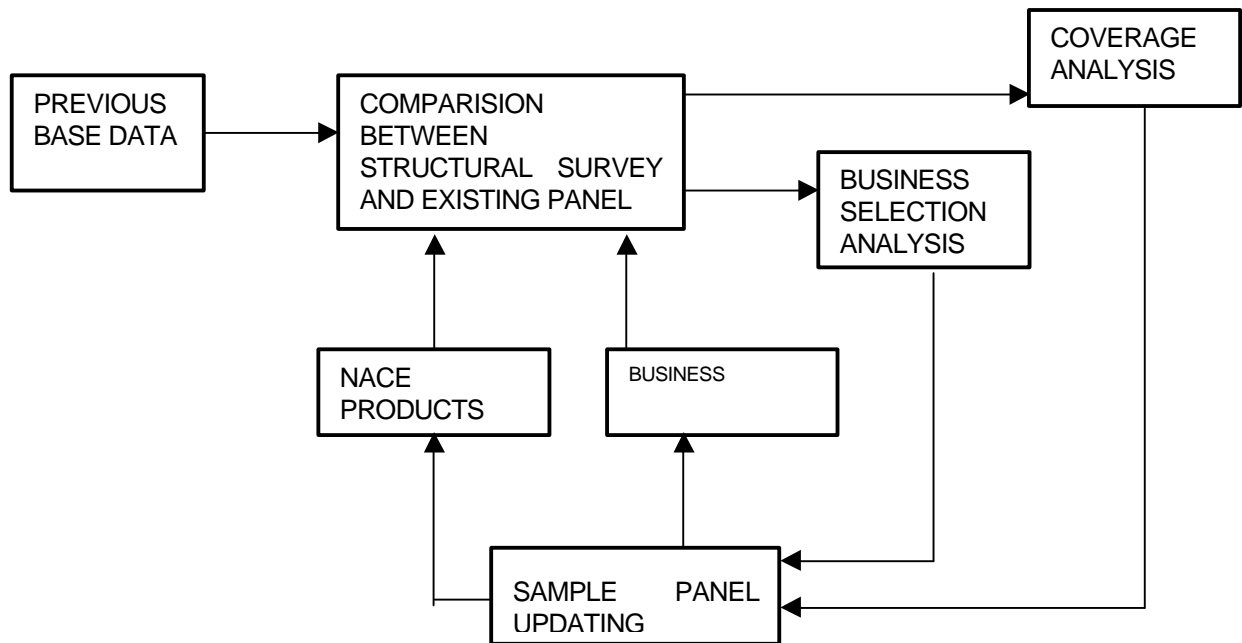 COVERAGE
ANALYSIS
PREVIOUS
BASE DATA
COMPARISION
BETWEEN
STRUCTURAL SURVEY
AND EXISTING PANEL
BUSINESS
SELECTION
ANALYSIS
NACE
PRODUCTS
BUSINESS
SAMPLE PANEL
UPDATING